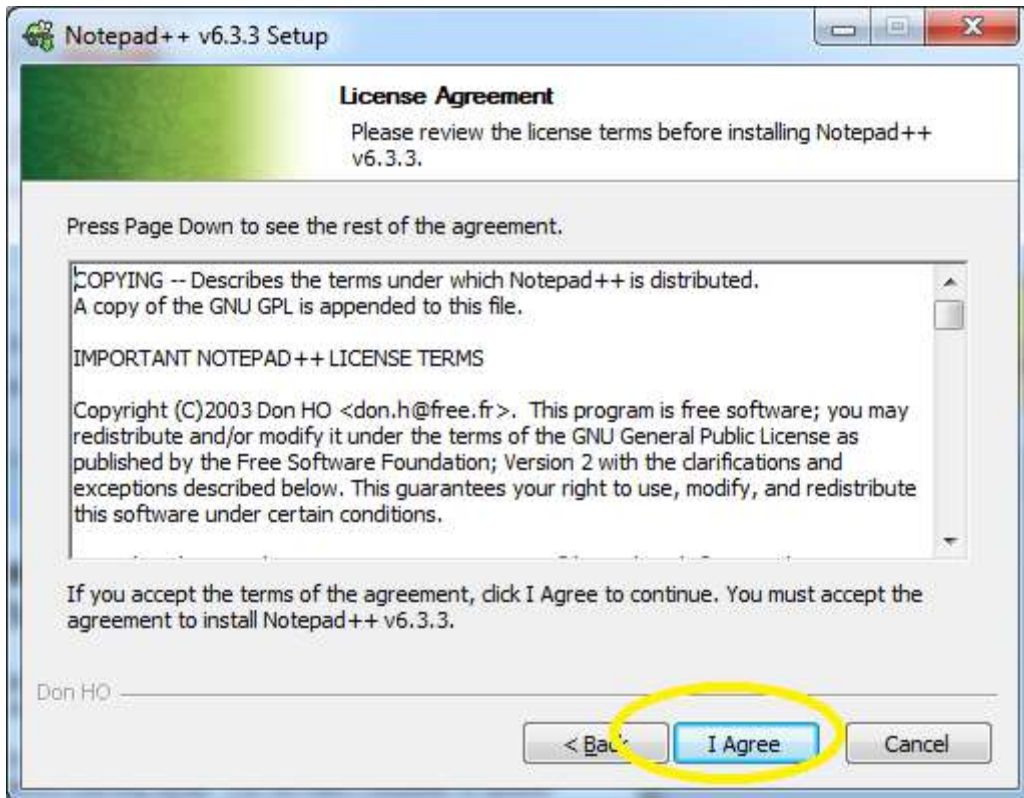 Notepad++ v6.3.3 Setup
License Agreement
Please review the license terms before installing Notepad++
v6.3.3.
Press Page Down to see the rest of the agreement.
COPYING -- Describes the terms under which Notepad++ is distributed.
A copy of the GNU GPL is appended to this file.
IMPORTANT NOTEPAD++ LICENSE TERMS
Copyright (C)2003 Don HO <don.h@free.fr>.  This program is free software; you may
redistribute and/or modify it under the terms of the GNU General Public License as
published by the Free Software Foundation; Version 2 with the clarifications and
exceptions described below. This guarantees your right to use, modify, and redistribute
this software under certain conditions.
If you accept the terms of the agreement, click I Agree to continue. You must accept the
agreement to install Notepad++ v6.3.3.
Don HO
< Back I Agree Cancel